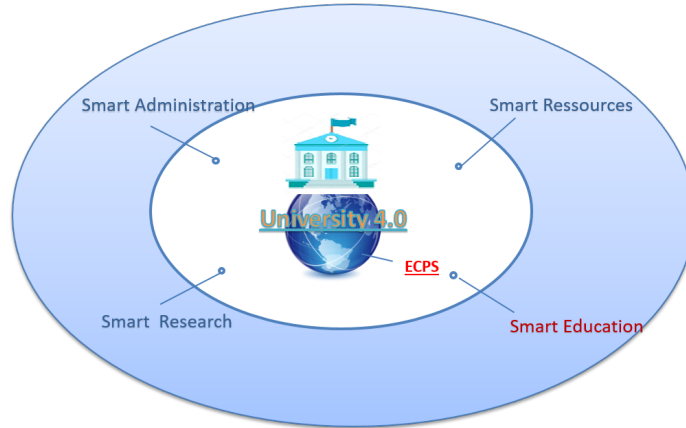 Smart Administration
Smart Ressources
University 4.0
ECPS
Smart Research
Smart Education